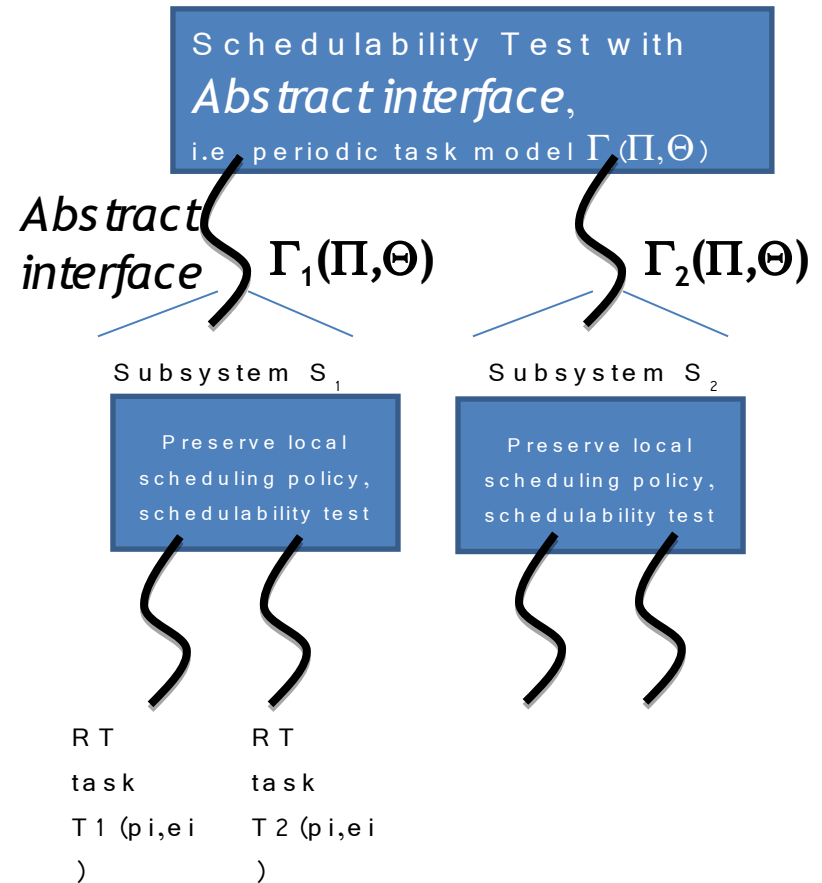 Schedulability Test with
Abstract interface,
i.e. periodic task model Γ(Π,Θ)
Abstract
interface
Γ1(Π,Θ)
Γ2(Π,Θ)
Subsystem S1
Subsystem S2
Preserve local
scheduling policy,
schedulability test
Preserve local
scheduling policy,
schedulability test
RT
task
T1 (pi,ei
)
RT
task
T2 (pi,ei
)